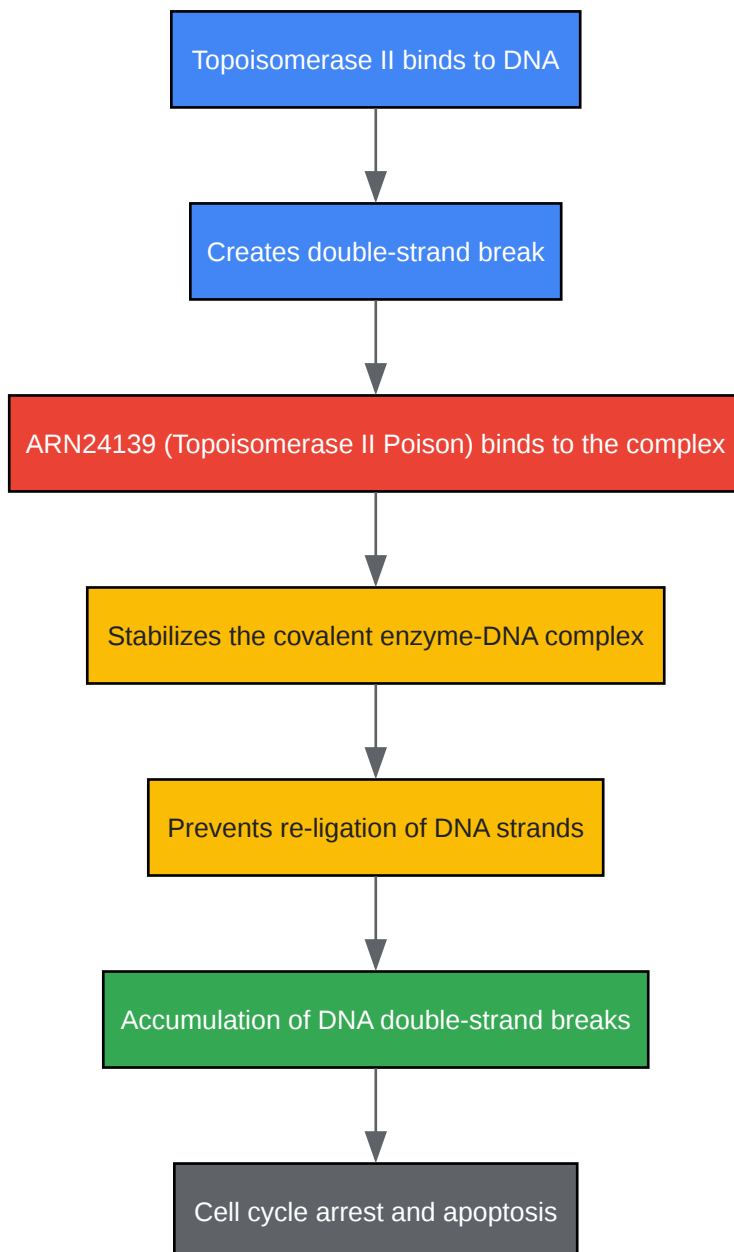 Topoisomerase II binds to DNA
Creates double-strand break
ARN24139 (Topoisomerase II Poison) binds to the complex
Stabilizes the covalent enzyme-DNA complex
Prevents re-ligation of DNA strands
Accumulation of DNA double-strand breaks
Cell cycle arrest and apoptosis